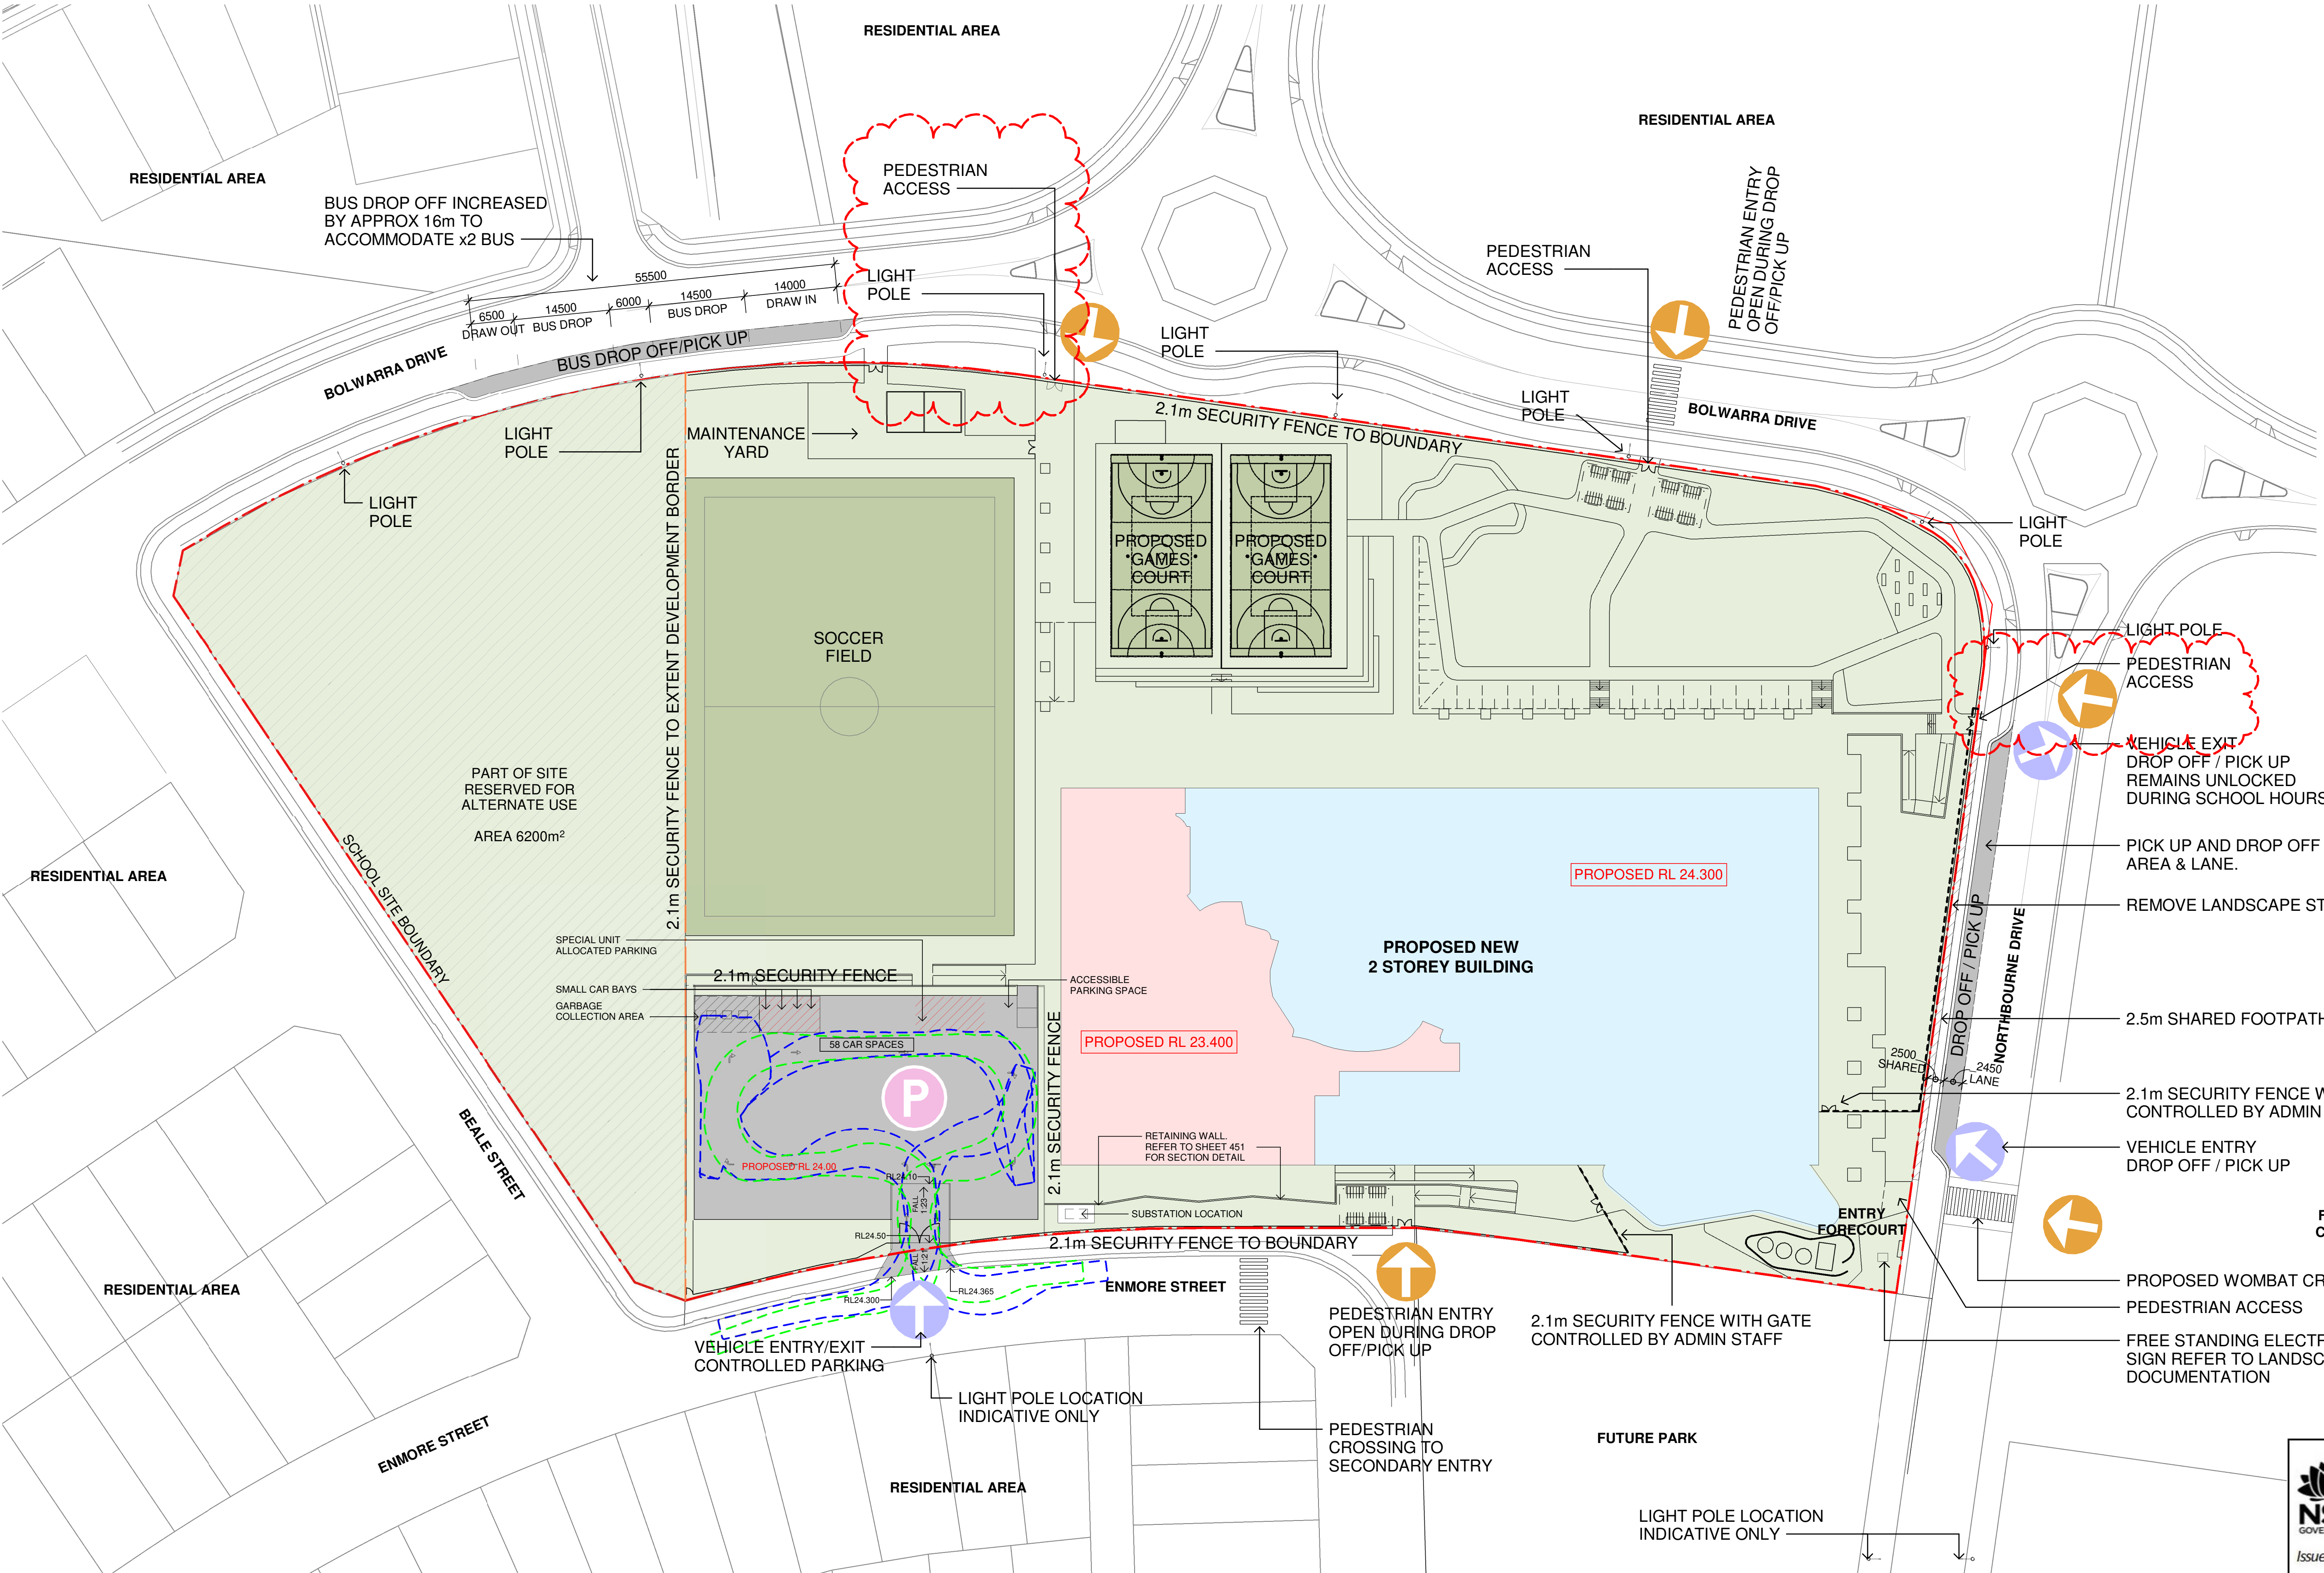 RESIDENTIAL AREA
RESIDENTIAL AREA
RESIDENTIAL AREA
BUS DROP OFF INCREASED
BY APPROX 16m TO
ACCOMMODATE x2 BUS
PEDESTRIAN
ACCESS
PEDESTRIAN
ACCESS
PEDESTRIAN ENTRY
OPEN DURING DROP
OFF/PICK UP
55500
6500
14500
6000
14500
14000
DRAW OUT
BUS DROP
BUS DROP
DRAW IN
LIGHT
POLE
BUS DROP OFF/PICK UP
BOLWARRA DRIVE
LIGHT
POLE
LIGHT
POLE
BOLWARRA DRIVE
2.1m SECURITY FENCE TO BOUNDARY
LIGHT
POLE
MAINTENANCE
YARD
LIGHT
POLE
LIGHT
POLE
2.1m SECURITY FENCE TO EXTENT DEVELOPMENT BORDER
PROPOSED
GAMES
COURT
PROPOSED
GAMES
COURT
SOCCER
FIELD
LIGHT POLE
PEDESTRIAN
ACCESS
VEHICLE EXIT
DROP OFF / PICK UP
REMAINS UNLOCKED
DURING SCHOOL HOURS
PART OF SITE
RESERVED FOR
ALTERNATE USE
AREA 6200m²
SCHOOL SITE BOUNDARY
RESIDENTIAL AREA
PROPOSED RL 24.300
PICK UP AND DROP OFF
AREA & LANE.
REMOVE LANDSCAPE ST
DROP OFF / PICK UP
NORTHBOURNE DRIVE
PROPOSED NEW
2 STOREY BUILDING
SPECIAL UNIT
ALLOCATED PARKING
2.1m SECURITY FENCE
SMALL CAR BAYS
GARBAGE
COLLECTION AREA
ACCESSIBLE
PARKING SPACE
58 CAR SPACES
P
2.1m SECURITY FENCE
PROPOSED RL 23.400
2.5m SHARED FOOTPATH
2500
SHARED
2450
LANE
2.1m SECURITY FENCE W
CONTROLLED BY ADMIN
VEHICLE ENTRY
DROP OFF / PICK UP
BEALE STREET
PROPOSED RL 24.00
RETAINING WALL.
REFER TO SHEET 451
FOR SECTION DETAIL
RL24.10
FALL
1:23
SUBSTATION LOCATION
RL24.50
FALL
1:21
2.1m SECURITY FENCE TO BOUNDARY
ENTRY
FORECOURT
RL24.300
RL24.365
ENMORE STREET
RESIDENTIAL AREA
PROPOSED WOMBAT CR
PEDESTRIAN ACCESS
PEDESTRIAN ENTRY
OPEN DURING DROP
OFF/PICK UP
2.1m SECURITY FENCE WITH GATE
CONTROLLED BY ADMIN STAFF
FREE STANDING ELECTR
SIGN REFER TO LANDSC
DOCUMENTATION
VEHICLE ENTRY/EXIT
CONTROLLED PARKING
LIGHT POLE LOCATION
INDICATIVE ONLY
ENMORE STREET
PEDESTRIAN
CROSSING TO
SECONDARY ENTRY
FUTURE PARK
RESIDENTIAL AREA
LIGHT POLE LOCATION
INDICATIVE ONLY
NS
GOVE
Issue